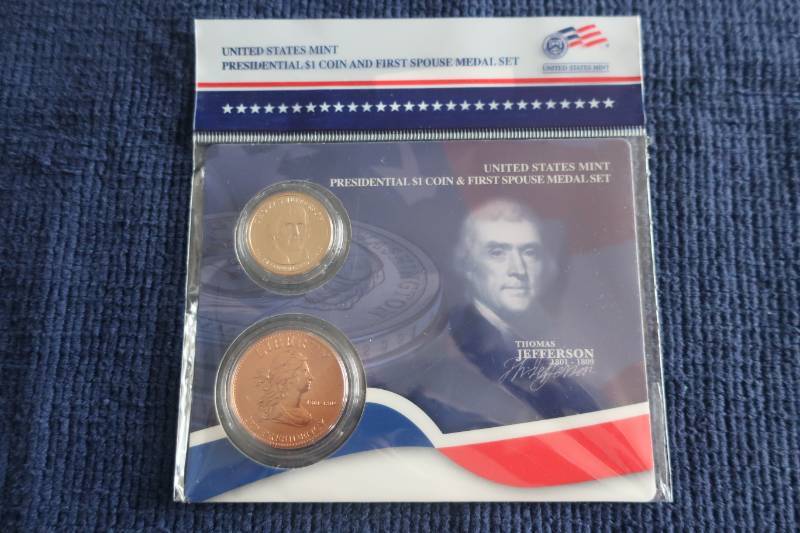 UNITED STATES MINT
PRESIDENTIAL $1 COIN AND FIRST SPOUSE MEDAL SET
UNITED STATES MINT
UNITED STATES MINT
PRESIDENTIAL $1 COIN & FIRST SPOUSE MEDAL SET
THOMAS
JEFFERSON
1801 - 1809
LIBERTY